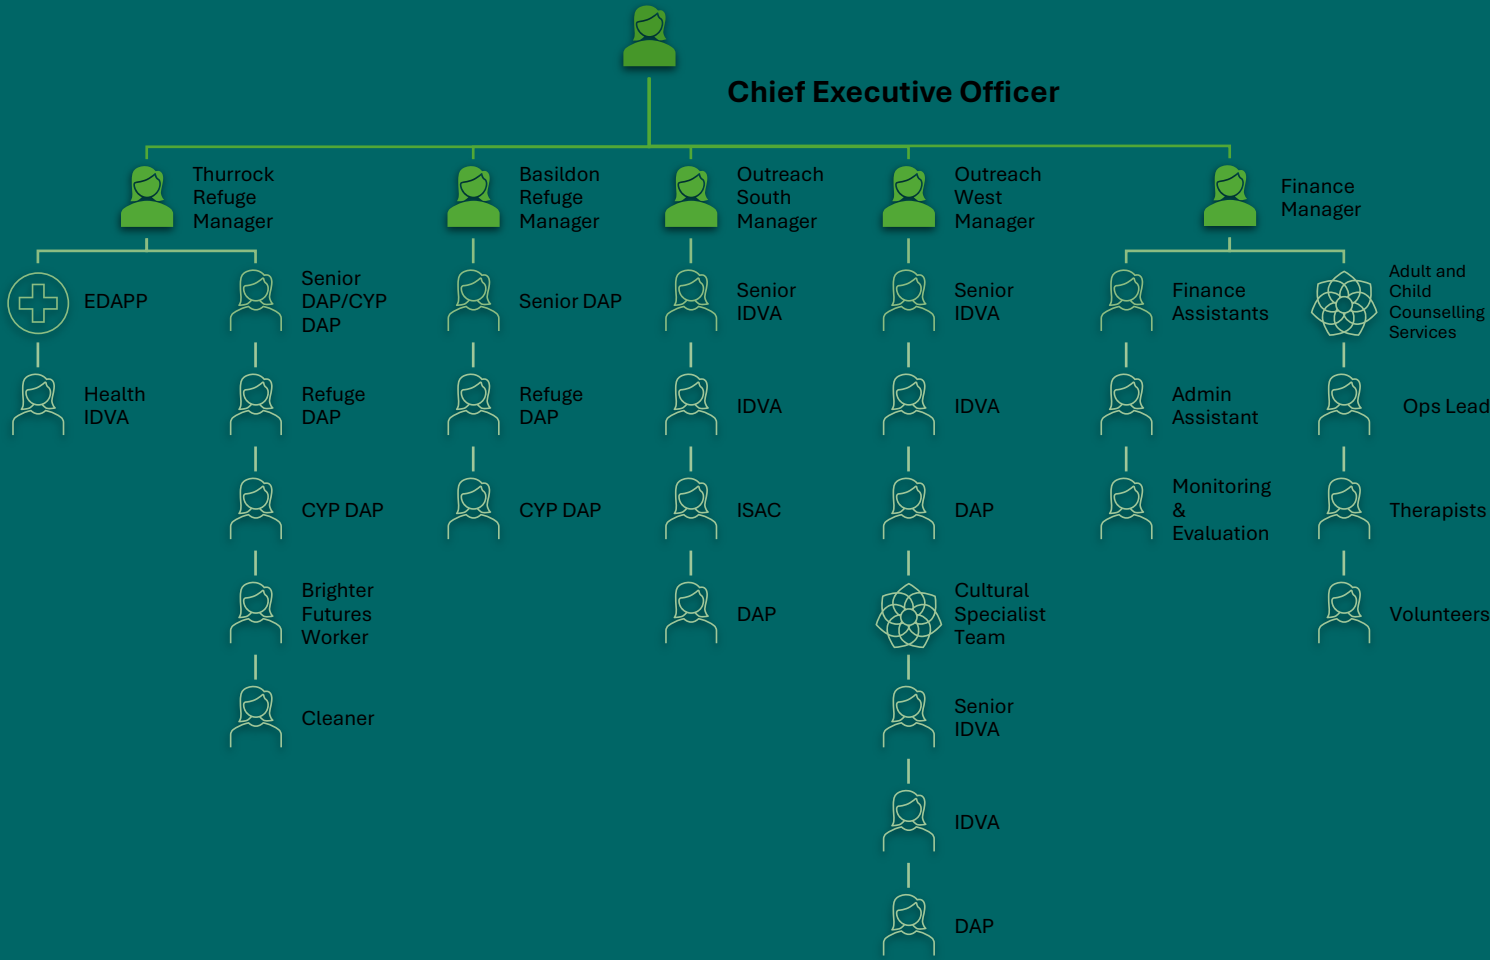 Chief Executive Officer
Thurrock
Refuge
Manager
Basildon
Refuge
Manager
Outreach
South
Manager
Outreach
West
Manager
Finance
Manager
EDAPP
Senior
DAP/CYP
DAP
Senior DAP
Senior
IDVA
Senior
IDVA
Finance
Assistants
Adult and
Child
Counselling
Services
Health
IDVA
Refuge
DAP
Refuge
DAP
IDVA
IDVA
Admin
Assistant
Ops Lead
CYP DAP
CYP DAP
ISAC
DAP
Monitoring
&
Evaluation
Therapists
Brighter
Futures
Worker
DAP
Cultural
Specialist
Team
Volunteers
Cleaner
Senior
IDVA
IDVA
DAP